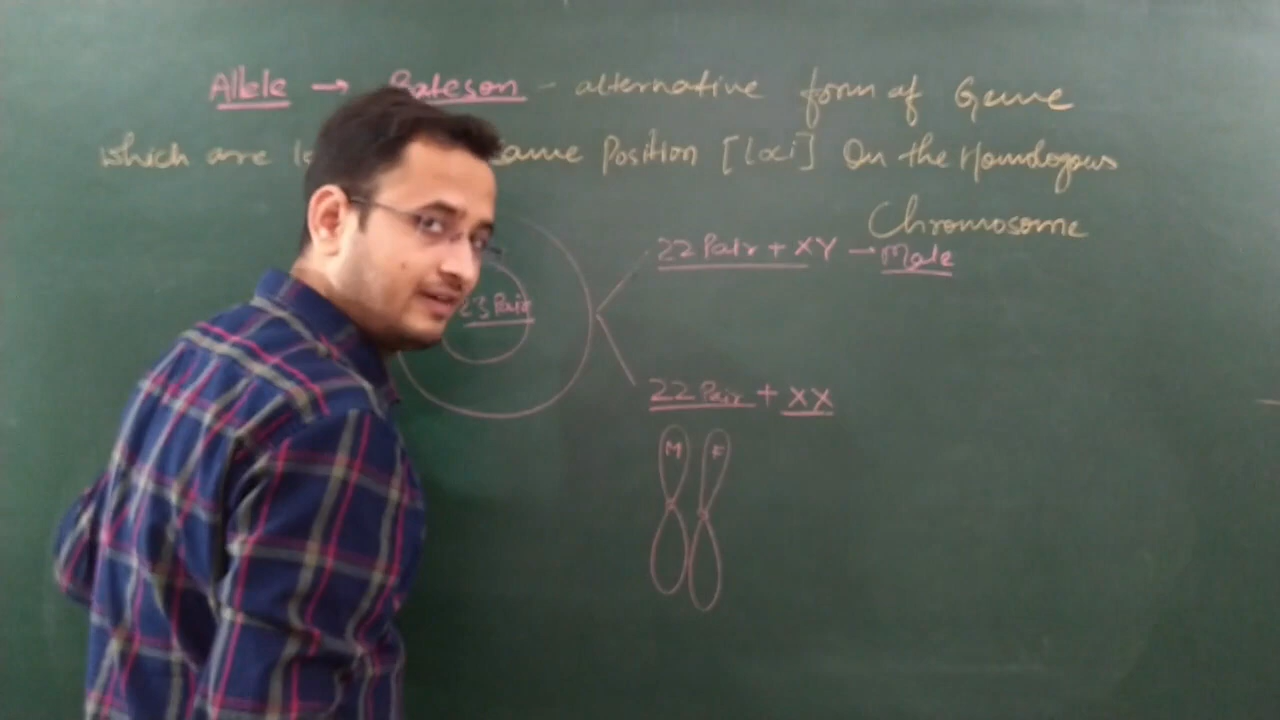 Allele → Bateson - alternative form of Gene
which are same Position [loci] On the Homologous
Chromosome
22 Pair + XY → Male
23 Pair
22 Pair + XX
M F